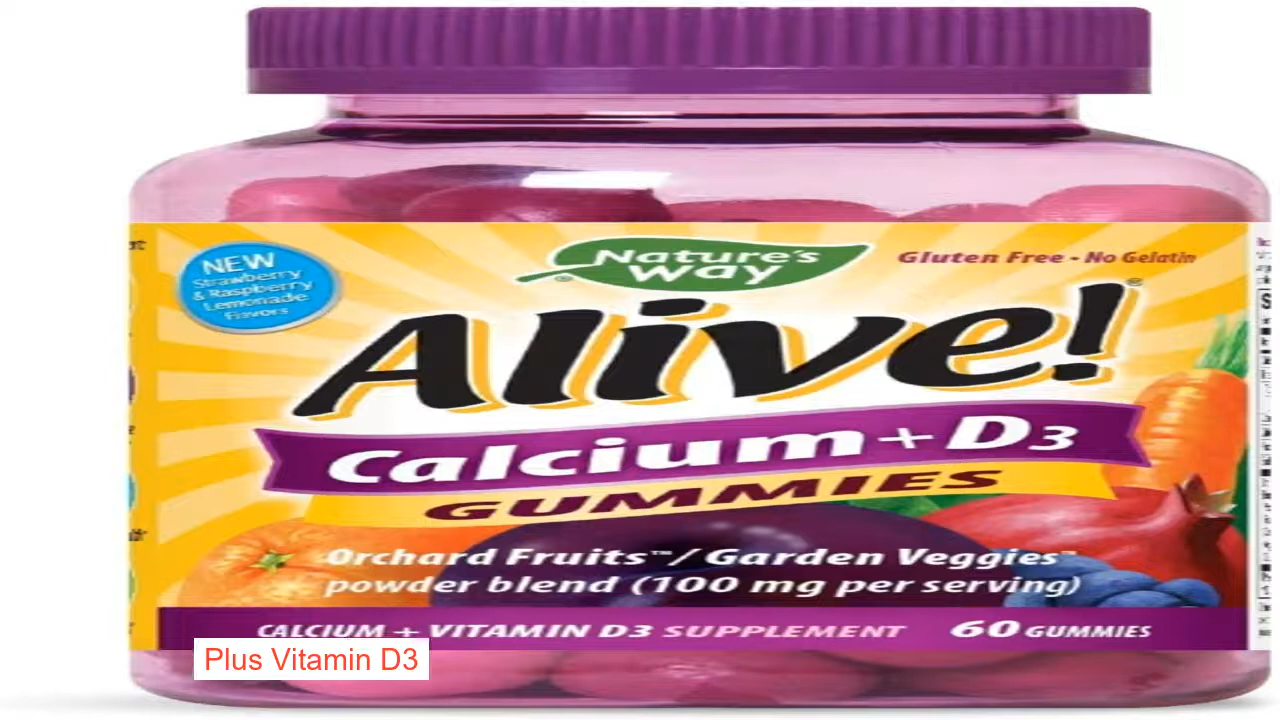 NEW
Strawberry
& Raspberry
Lemonade
Flavors
Nature's
Way®
Gluten Free - No Gelatin
Alive!®
Calcium + D3
GUMMIES
Orchard Fruits™ / Garden Veggies™
powder blend (100 mg per serving)
CALCIUM + VITAMIN D3 SUPPLEMENT 60 GUMMIES
Plus Vitamin D3